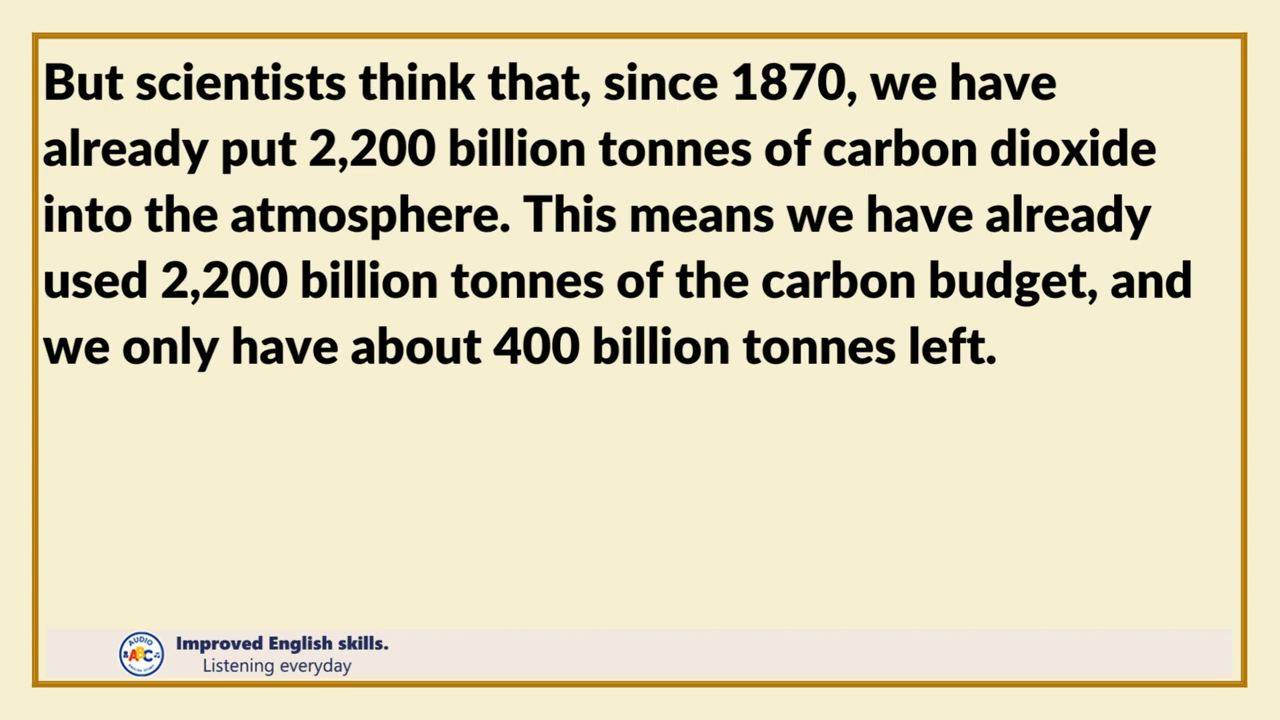 But scientists think that, since 1870, we have
already put 2,200 billion tonnes of carbon dioxide
into the atmosphere. This means we have already
used 2,200 billion tonnes of the carbon budget, and
we only have about 400 billion tonnes left.
AUDIO
ABC
Improved English skills.
Listening everyday